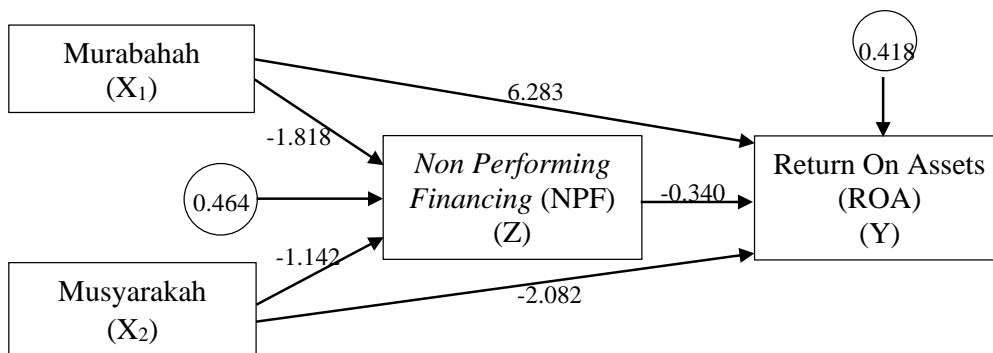 Murabahah
(X₁)
0.418
6.283
-1.818
Non Performing
Financing (NPF)
(Z)
Return On Assets
(ROA)
(Y)
-0.340
0.464
-1.142
-2.082
Musyarakah
(X₂)